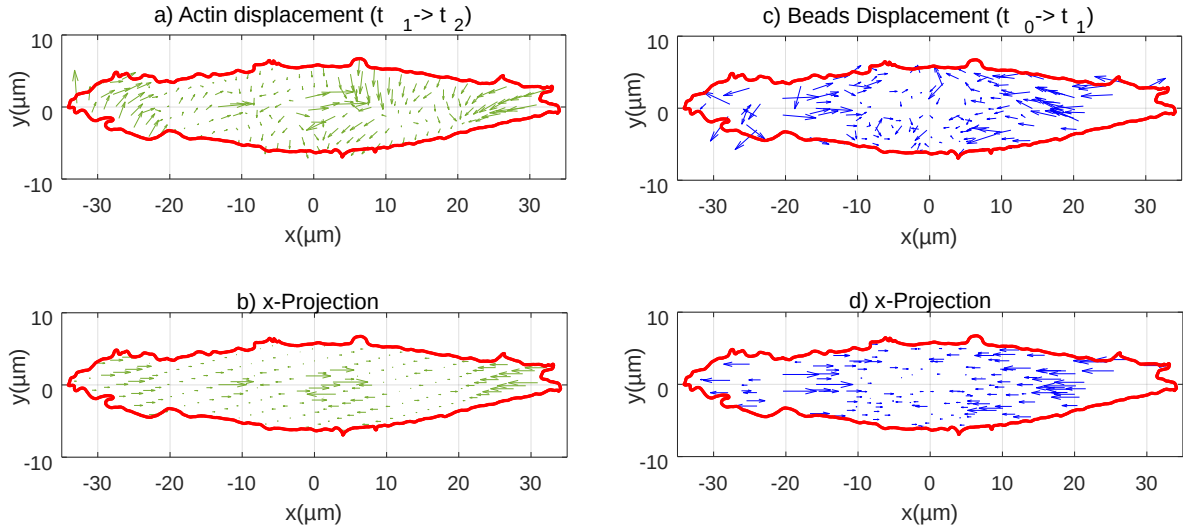 a) Actin displacement (t 1-> t 2)
10
0
-10
y(µm)
-30 -20 -10 0 10 20 30
x(µm)
c) Beads Displacement (t 0-> t 1)
10
0
-10
y(µm)
-30 -20 -10 0 10 20 30
x(µm)
b) x-Projection
10
0
-10
y(µm)
-30 -20 -10 0 10 20 30
x(µm)
d) x-Projection
10
0
-10
y(µm)
-30 -20 -10 0 10 20 30
x(µm)